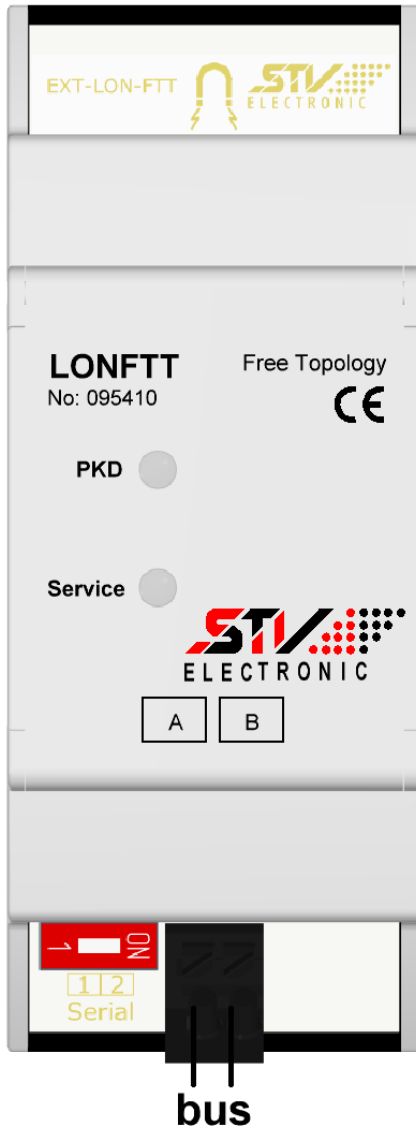 EXT-LON-FTT STV
ELECTRONIC
LONFTT Free Topology
No: 095410 CE
PKD
Service
STV
ELECTRONIC
A B
1 ON
1 2
Serial
bus